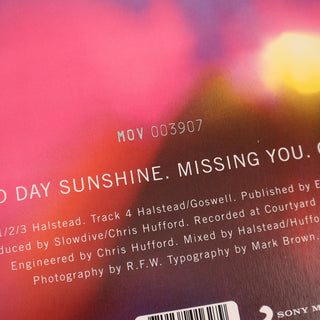 MOV 003907
DAY SUNSHINE. MISSING YOU.
1/2/3 Halstead. Track 4 Halstead/Goswell. Published by
duced by Slowdive/Chris Hufford. Recorded at Courtyard
Engineered by Chris Hufford. Mixed by Halstead/Huffo
Photography by R.F.W. Typography by Mark Brown.
SONY M